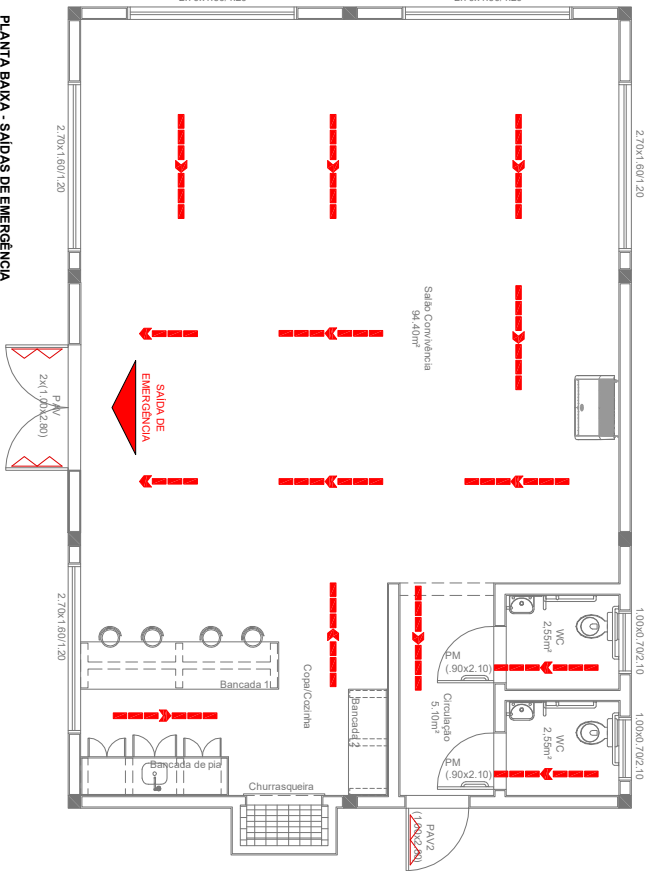 PLANTA BAIXA - SAÍDAS DE EMERGÊNCIA
2.70x1.60/1.20
2.70x1.60/1.20
Salão Convivência
94.40m²
SAÍDA DE
EMERGÊNCIA
PAV
2x(1.00x2.80)
2.70x1.60/1.20
1.00x0.70/2.10
WC
2,55m²
PM
(.90x2.10)
Bancada 1
Copa/Cozinha
Circulação
5.10m²
Bancada 2
1.00x0.70/2.10
WC
2,55m²
PM
(.90x2.10)
Bancada de pia
Churrasqueira
PAV2